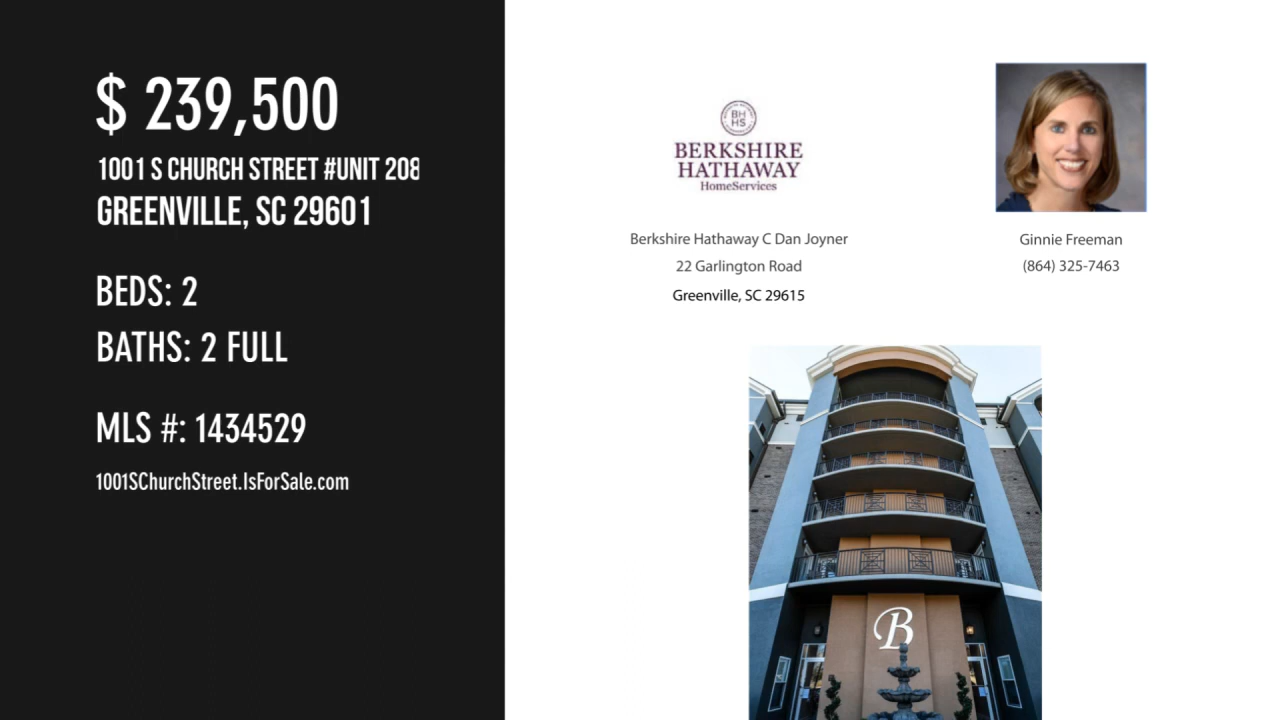 $ 239,500
1001 S CHURCH STREET #UNIT 208
GREENVILLE, SC 29601
BEDS: 2
BATHS: 2 FULL
MLS #: 1434529
1001SChurchStreet.IsForSale.com
BH
HS
BERKSHIRE
HATHAWAY
HomeServices
Berkshire Hathaway C Dan Joyner
22 Garlington Road
Greenville, SC 29615
Ginnie Freeman
(864) 325-7463
B